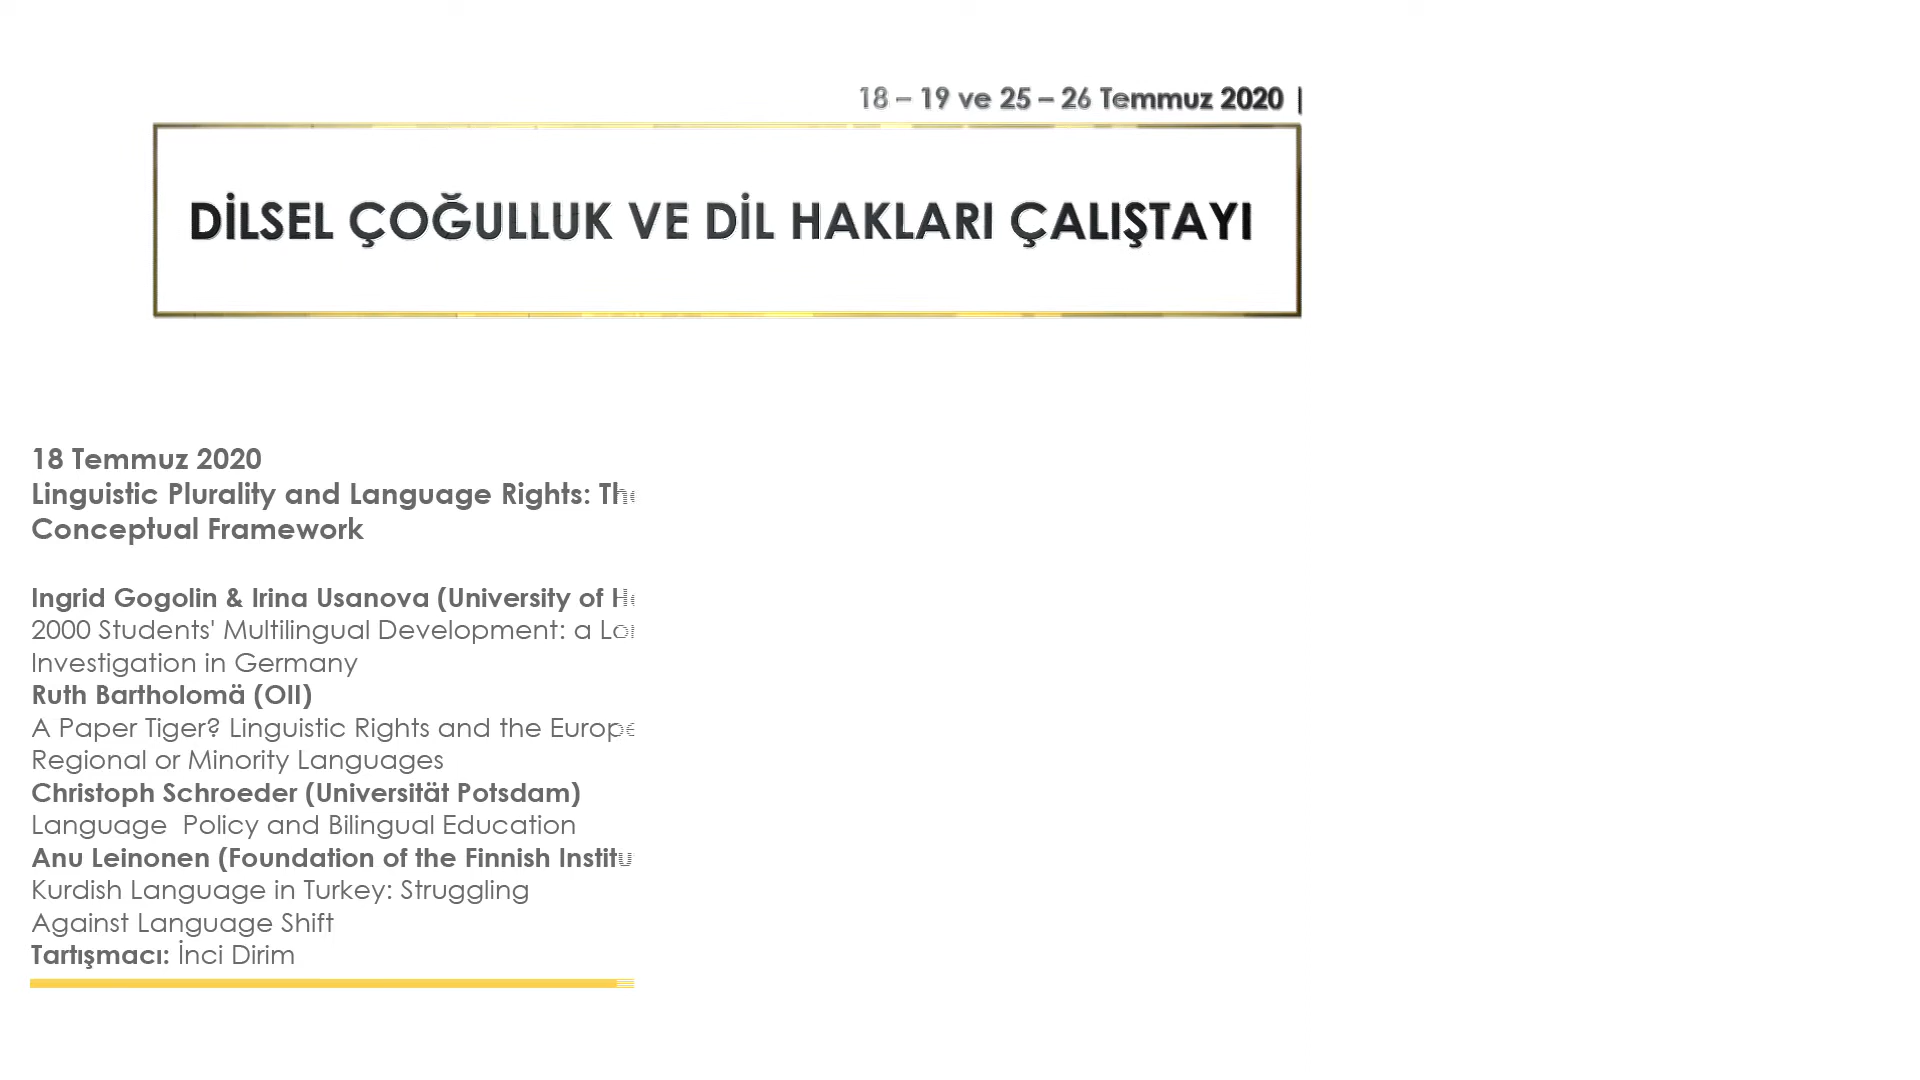 18 – 19 ve 25 – 26 Temmuz 2020 |
DİLSEL ÇOĞULLUK VE DİL HAKLARI ÇALIŞTAYI
18 Temmuz 2020
Linguistic Plurality and Language Rights:
Conceptual Framework
Ingrid Gogolin & Irina Usanova (University of
2000 Students' Multilingual Development: a
Investigation in Germany
Ruth Bartholomä (OII)
A Paper Tiger? Linguistic Rights and the
Regional or Minority Languages
Christoph Schroeder (Universität Potsdam)
Language Policy and Bilingual Education
Anu Leinonen (Foundation of the Finnish
Kurdish Language in Turkey: Struggling
Against Language Shift
Tartışmacı: İnci Dirim